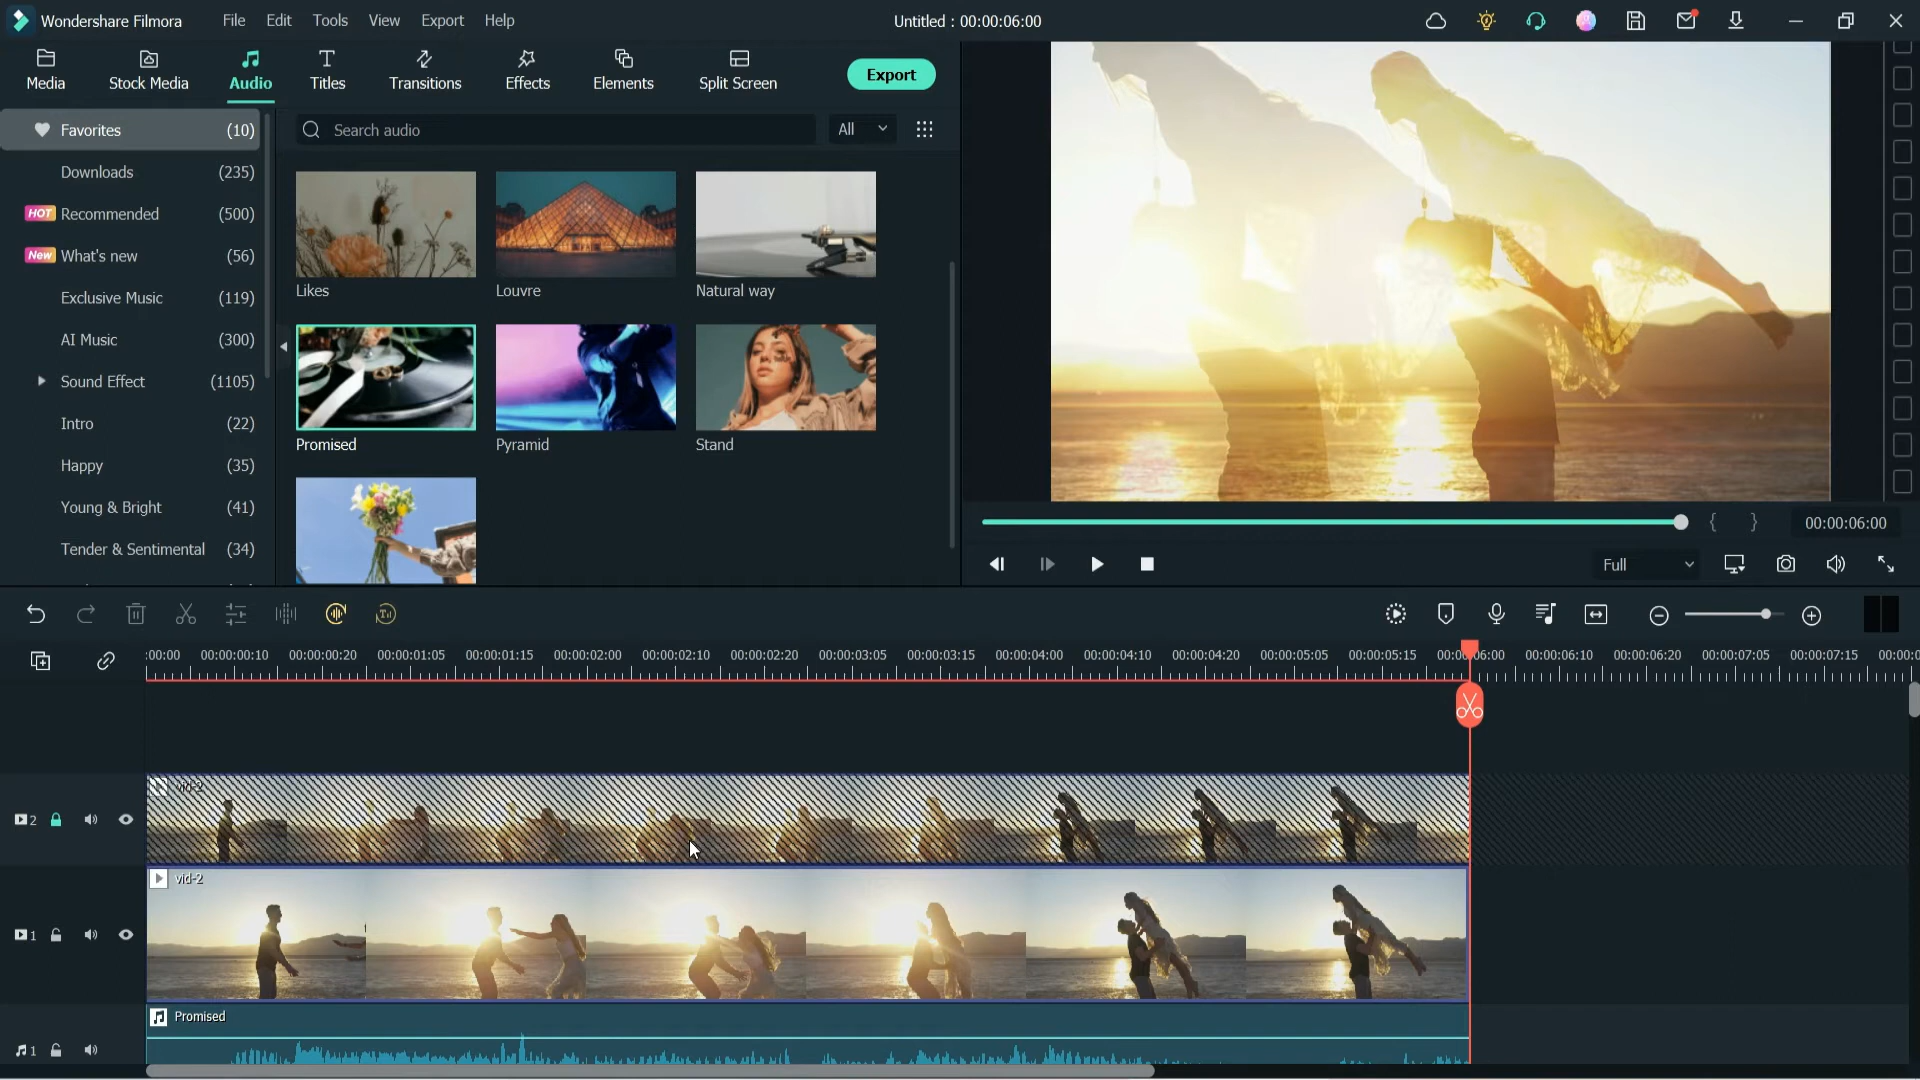 Wondershare Filmora
File
Edit
Tools
View
Export
Help
Untitled : 00:00:06:00
Media
Stock Media
Audio
Titles
Transitions
Effects
Elements
Split Screen
Export
Favorites (10)
Downloads (235)
HOT Recommended (500)
New What's new (56)
Exclusive Music (119)
AI Music (300)
Sound Effect (1105)
Intro (22)
Happy (35)
Young & Bright (41)
Tender & Sentimental (34)
Search audio
All
Likes
Louvre
Natural way
Promised
Pyramid
Stand
{ }
00:00:06:00
Full
:00:00 00:00:00:10 00:00:00:20 00:00:01:05 00:00:01:15 00:00:02:00 00:00:02:10 00:00:02:20 00:00:03:05 00:00:03:15 00:00:04:00 00:00:04:10 00:00:04:20 00:00:05:05 00:00:05:15 00:00:06:00 00:00:06:10 00:00:06:20 00:00:07:05 00:00:07:15 00:00:0
vid-2
2
vid-2
1
Promised
1